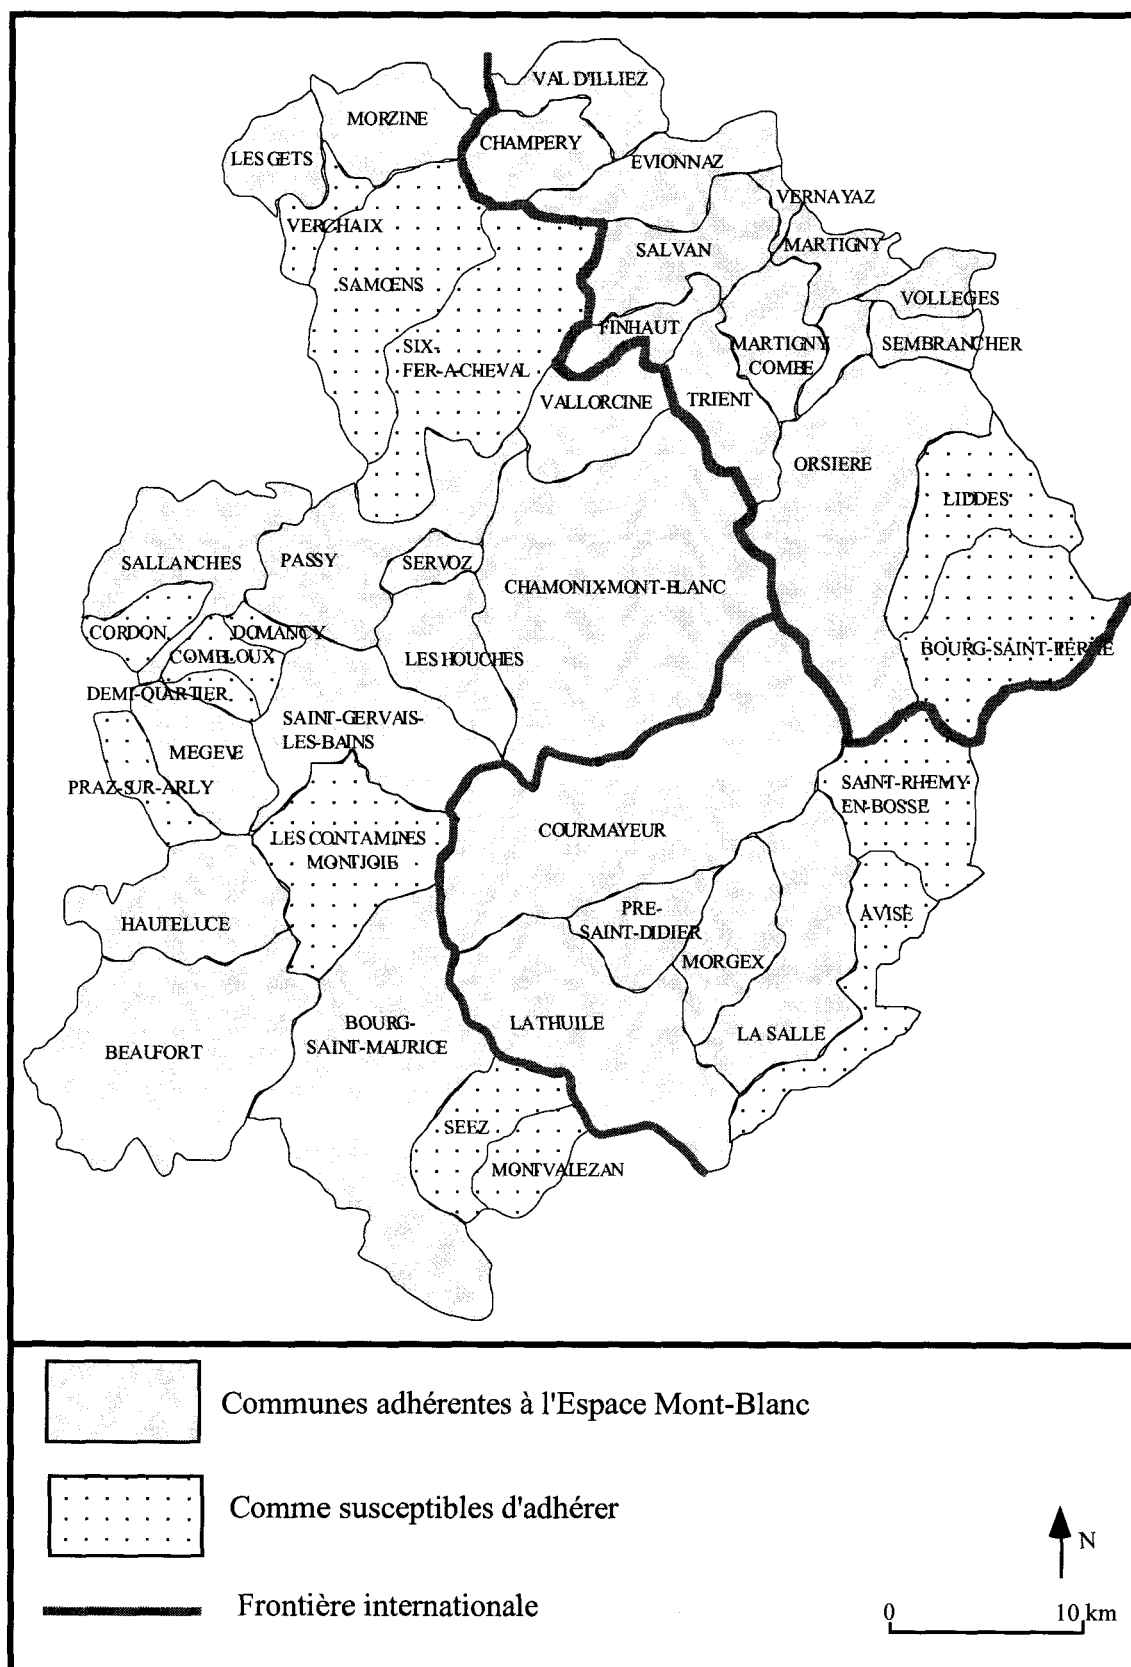 VAL D'ILLIEZ
MORZINE
CHAMPERY
LES GETS
EVIONNAZ
VERNAYAZ
VERCHAIX
SALVAN
MARTIGNY
SAMOENS
VOLLEGES
FINHAUT
SIX-
FER-A-CHEVAL
MARTIGNY
COMBE
SEMBRANCHER
VALLORCINE
TRIENT
ORSIERE
LIDDES
SALLANCHES
PASSY
SERVOZ
CHAMONIX-MONT-BLANC
CORDON
DOMANCY
COMBLOUX
LES HOUCHES
BOURG-SAINT-PERRE
DEMI-QUARTIER
SAINT-GERVAIS-
LES-BAINS
MEGEVE
PRAZ-SUR-ARLY
SAINT-RHEMY
EN-BOSSE
COURMAYEUR
LES CONTAMINES
MONTJOIE
HAUTELUCE
PRE-
SAINT-DIDIER
AVISE
MORGEX
BEAUFORT
BOURG-
SAINT-MAURICE
LA THUILE
LA SALLE
SEEZ
MONTVALEZAN
Communes adhérentes à l'Espace Mont-Blanc
Comme susceptibles d'adhérer
Frontière internationale
N
0 10 km